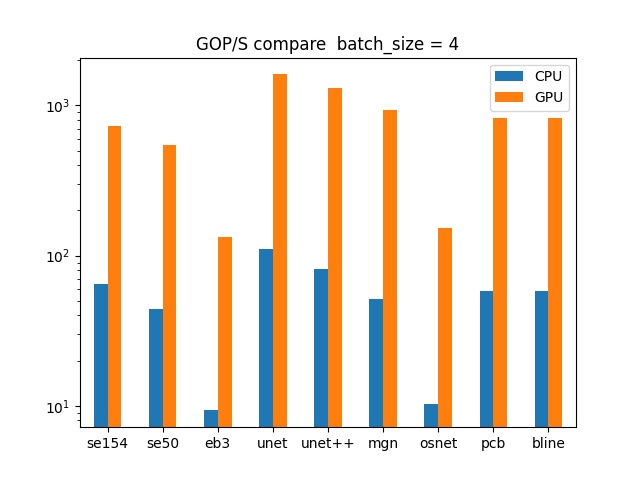 GOP/S compare  batch_size = 4
CPU
GPU
10³
10²
10¹
se154 se50 eb3 unet unet++ mgn osnet pcb bline